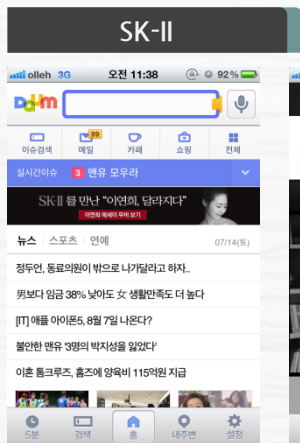 SK-II
olleh 3G 오전 11:38 92%
Daum
99
이슈검색 메일 카페 쇼핑 전체
실시간이슈 3 맨유 모우라
SK-II 를 만난 "이연희, 달라지다"
이연희 에세이 무비 보기
뉴스 스포츠 연예 07/14(토)
정두언, 동료의원이 밖으로 나가달라고 하자..
男보다 임금 38% 낮아도 女 생활만족도 더 높다
[IT] 애플 아이폰5, 8월 7일 나온다?
불안한 맨유 '3명의 박지성을 잃었다'
이혼 톰크루즈, 홈즈에 양육비 115억원 지급
5분 검색 홈 내주변 설정